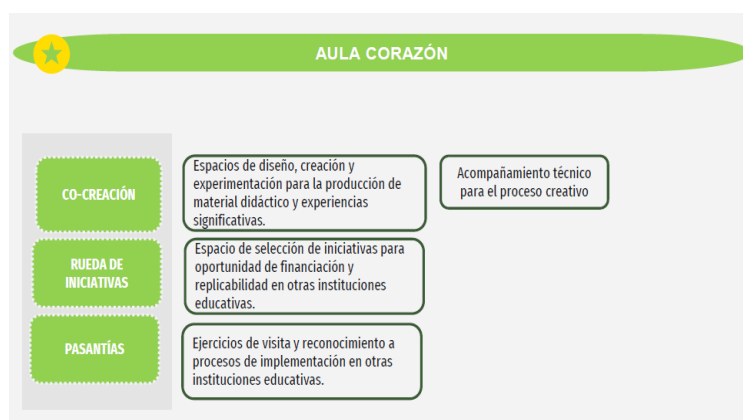 AULA CORAZÓN
CO-CREACIÓN
Espacios de diseño, creación y
experimentación para la producción de
material didáctico y experiencias
significativas.
Acompañamiento técnico
para el proceso creativo
RUEDA DE
INICIATIVAS
Espacio de selección de iniciativas para
oportunidad de financiación y
replicabilidad en otras instituciones
educativas.
PASANTÍAS
Ejercicios de visita y reconocimiento a
procesos de implementación en otras
instituciones educativas.